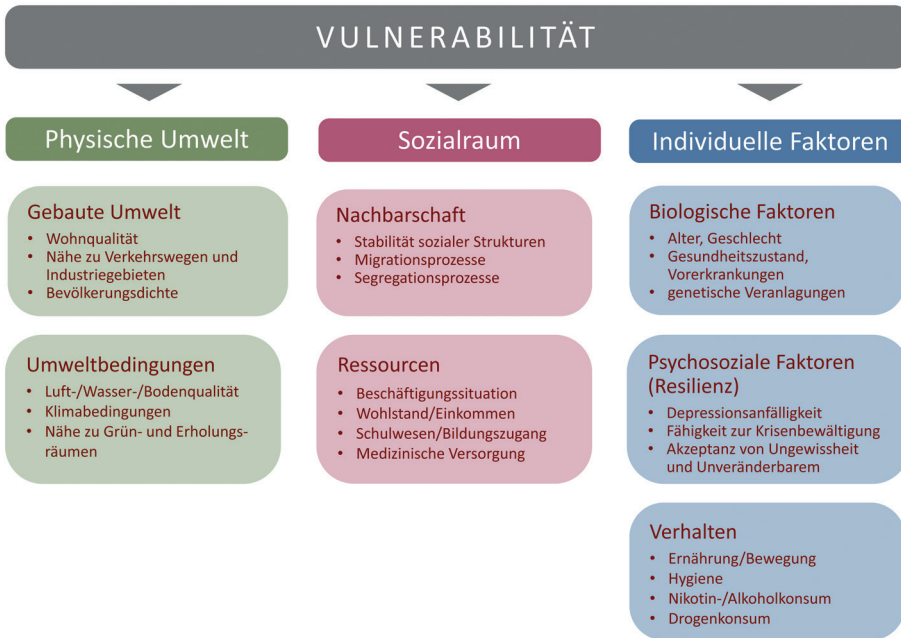 VULNERABILITÄT
Physische Umwelt
Gebaute Umwelt
• Wohnqualität
• Nähe zu Verkehrswegen und
Industriegebieten
• Bevölkerungsdichte
Umweltbedingungen
• Luft-/Wasser-/Bodenqualität
• Klimabedingungen
• Nähe zu Grün- und Erholungs-
räumen
Sozialraum
Nachbarschaft
• Stabilität sozialer Strukturen
• Migrationsprozesse
• Segregationsprozesse
Ressourcen
• Beschäftigungssituation
• Wohlstand/Einkommen
• Schulwesen/Bildungszugang
• Medizinische Versorgung
Individuelle Faktoren
Biologische Faktoren
• Alter, Geschlecht
• Gesundheitszustand,
Vorerkrankungen
• genetische Veranlagungen
Psychosoziale Faktoren
(Resilienz)
• Depressionsanfälligkeit
• Fähigkeit zur Krisenbewältigung
• Akzeptanz von Ungewissheit
und Unveränderbarem
Verhalten
• Ernährung/Bewegung
• Hygiene
• Nikotin-/Alkoholkonsum
• Drogenkonsum